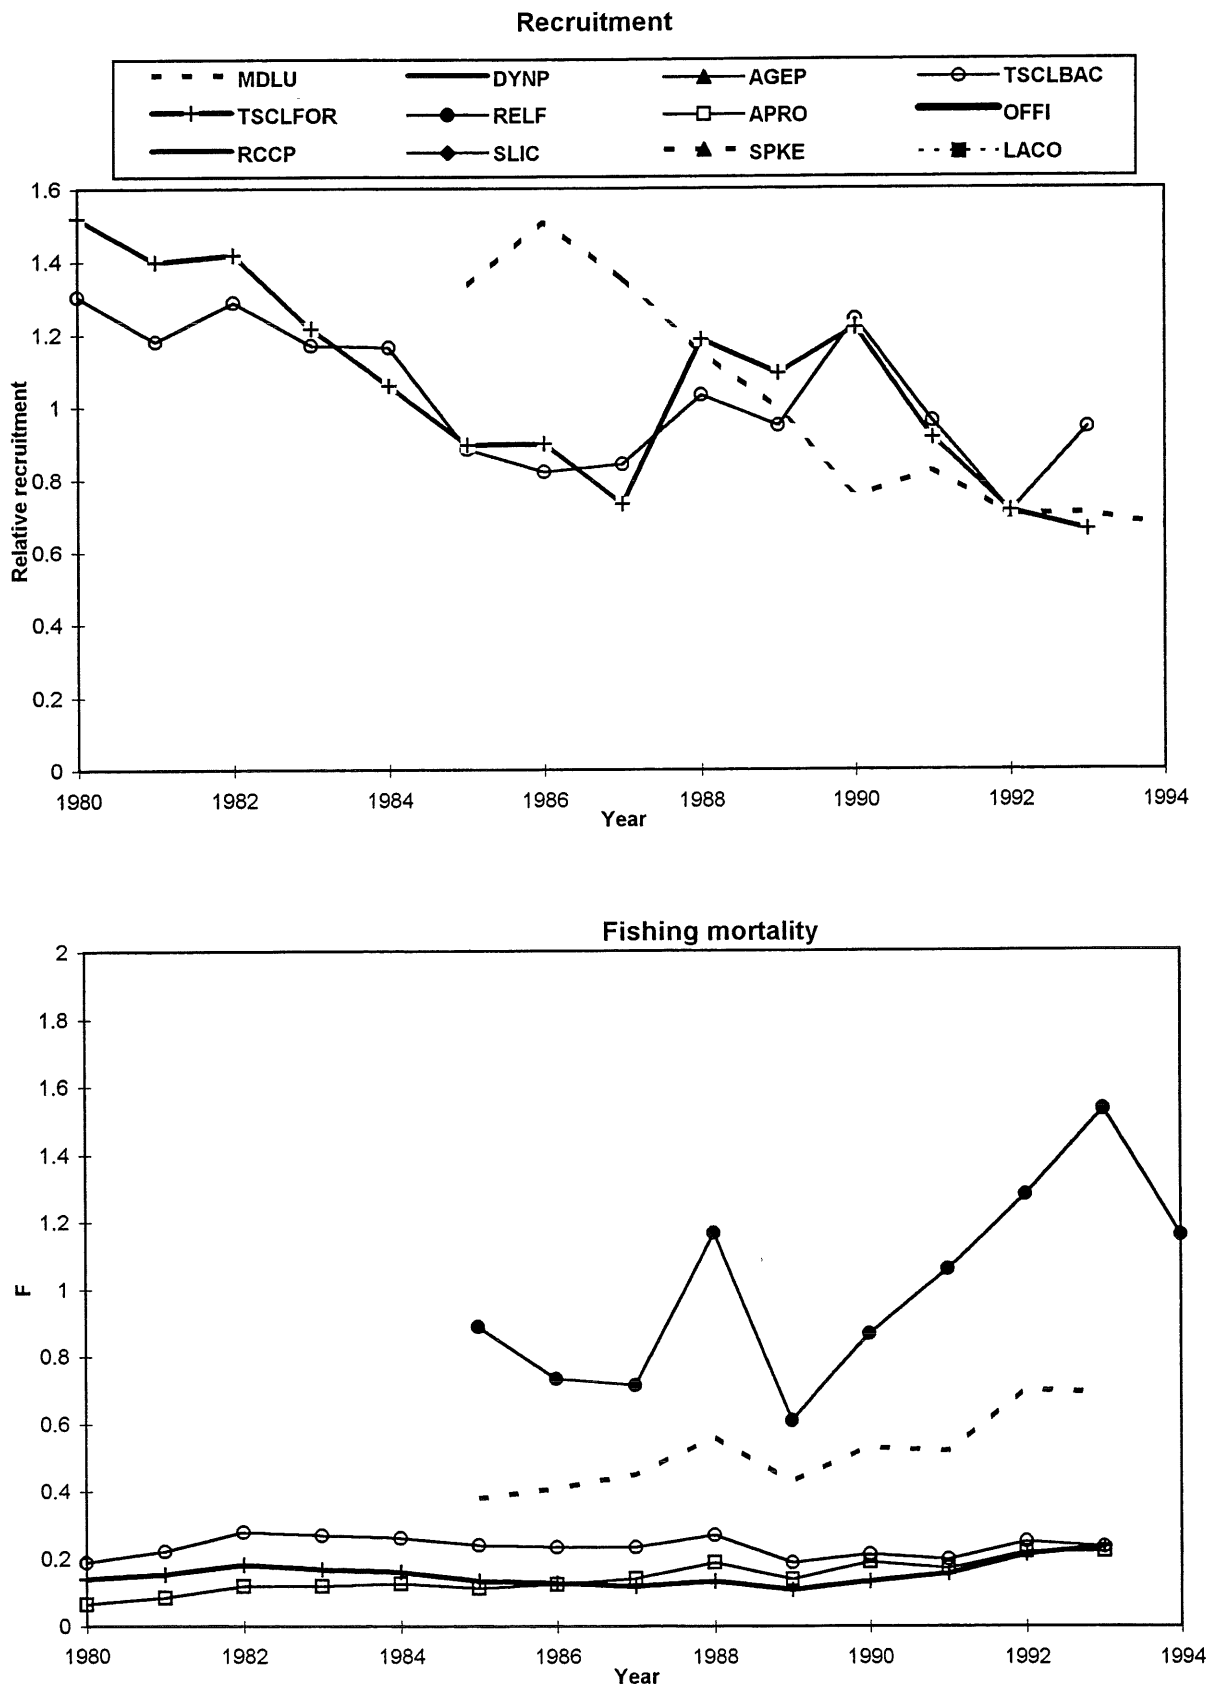 Recruitment
MDLU DYNP AGEP TSCLBAC
TSCLFOR RELF APRO OFFI
RCCP SLIC SPKE LACO
1.6
1.4
1.2
1
0.8
0.6
0.4
0.2
0
Relative recruitment
1980 1982 1984 1986 1988 1990 1992 1994
Year
Fishing mortality
2
1.8
1.6
1.4
1.2
1
0.8
0.6
0.4
0.2
0
F
1980 1982 1984 1986 1988 1990 1992 1994
Year